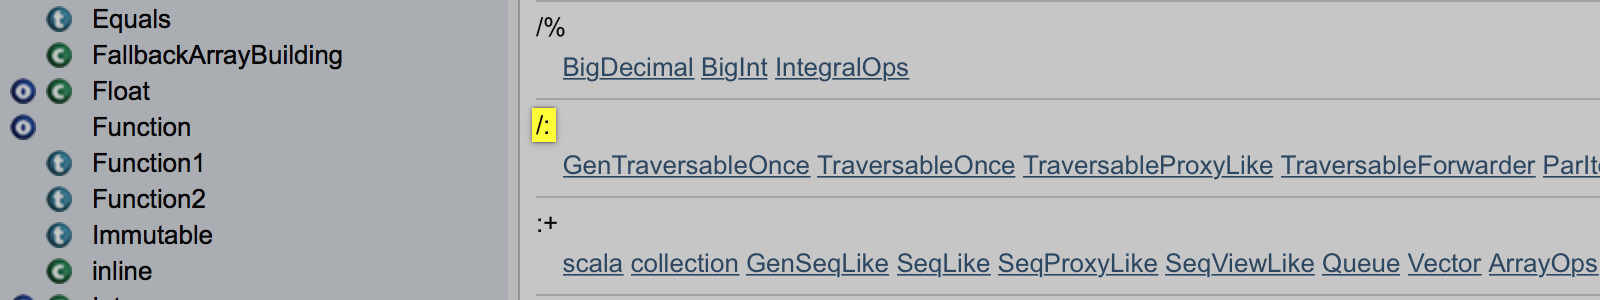 Equals
FallbackArrayBuilding
Float
Function
Function1
Function2
Immutable
inline
/%
BigDecimal BigInt IntegralOps
/:
GenTraversableOnce TraversableOnce TraversableProxyLike TraversableForwarder
:+
scala collection GenSeqLike SeqLike SeqProxyLike SeqViewLike Queue Vector ArrayOps